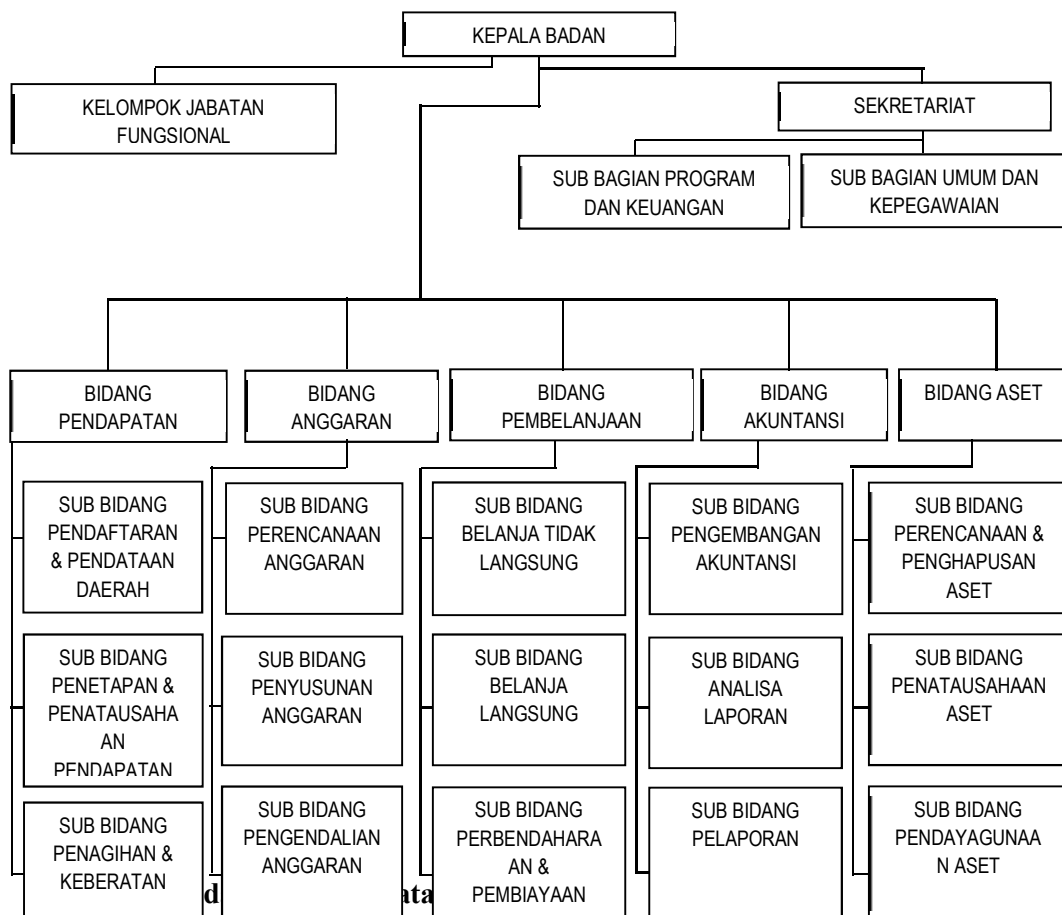 KEPALA BADAN
KELOMPOK JABATAN
FUNGSIONAL
SEKRETARIAT
SUB BAGIAN PROGRAM
DAN KEUANGAN
SUB BAGIAN UMUM DAN
KEPEGAWAIAN
BIDANG
PENDAPATAN
BIDANG
ANGGARAN
BIDANG
PEMBELANJAAN
BIDANG
AKUNTANSI
BIDANG ASET
SUB BIDANG
PENDAFTARAN
& PENDATAAN
DAERAH
SUB BIDANG
PERENCANAAN
ANGGARAN
SUB BIDANG
BELANJA TIDAK
LANGSUNG
SUB BIDANG
PENGEMBANGAN
AKUNTANSI
SUB BIDANG
PERENCANAAN &
PENGHAPUSAN
ASET
SUB BIDANG
PENETAPAN &
PENATAUSAHA
AN
PENDAPATAN
SUB BIDANG
PENYUSUNAN
ANGGARAN
SUB BIDANG
BELANJA
LANGSUNG
SUB BIDANG
ANALISA
LAPORAN
SUB BIDANG
PENATAUSAHAAN
ASET
SUB BIDANG
PENAGIHAN &
KEBERATAN
SUB BIDANG
PENGENDALIAN
ANGGARAN
SUB BIDANG
PERBENDAHARA
AN &
PEMBIAYAAN
SUB BIDANG
PELAPORAN
SUB BIDANG
PENDAYAGUNAA
N ASET